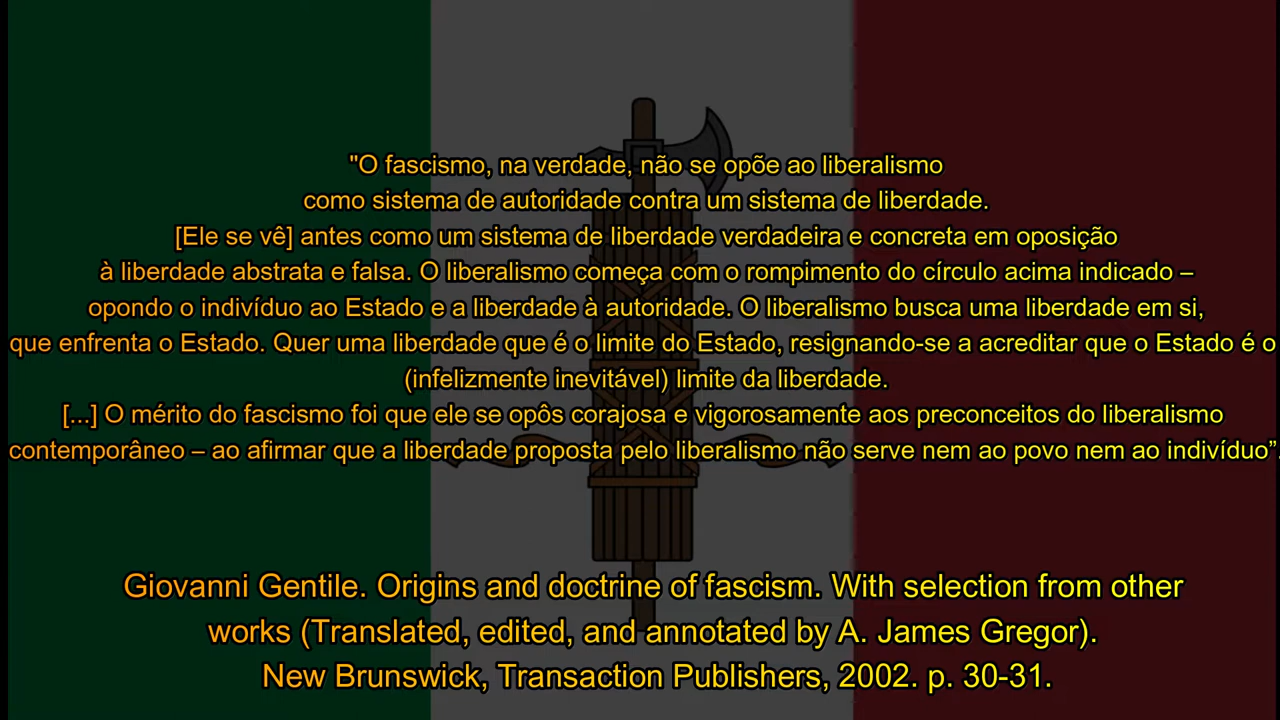 "O fascismo, na verdade, não se opõe ao liberalismo
como sistema de autoridade contra um sistema de liberdade.
[Ele se vê] antes como um sistema de liberdade verdadeira e concreta em oposição
à liberdade abstrata e falsa. O liberalismo começa com o rompimento do círculo acima indicado –
opondo o indivíduo ao Estado e a liberdade à autoridade. O liberalismo busca uma liberdade em si,
que enfrenta o Estado. Quer uma liberdade que é o limite do Estado, resignando-se a acreditar que o Estado é o
(infelizmente inevitável) limite da liberdade.
[...] O mérito do fascismo foi que ele se opôs corajosa e vigorosamente aos preconceitos do liberalismo
contemporâneo – ao afirmar que a liberdade proposta pelo liberalismo não serve nem ao povo nem ao indivíduo”.
Giovanni Gentile. Origins and doctrine of fascism. With selection from other
works (Translated, edited, and annotated by A. James Gregor).
New Brunswick, Transaction Publishers, 2002. p. 30-31.